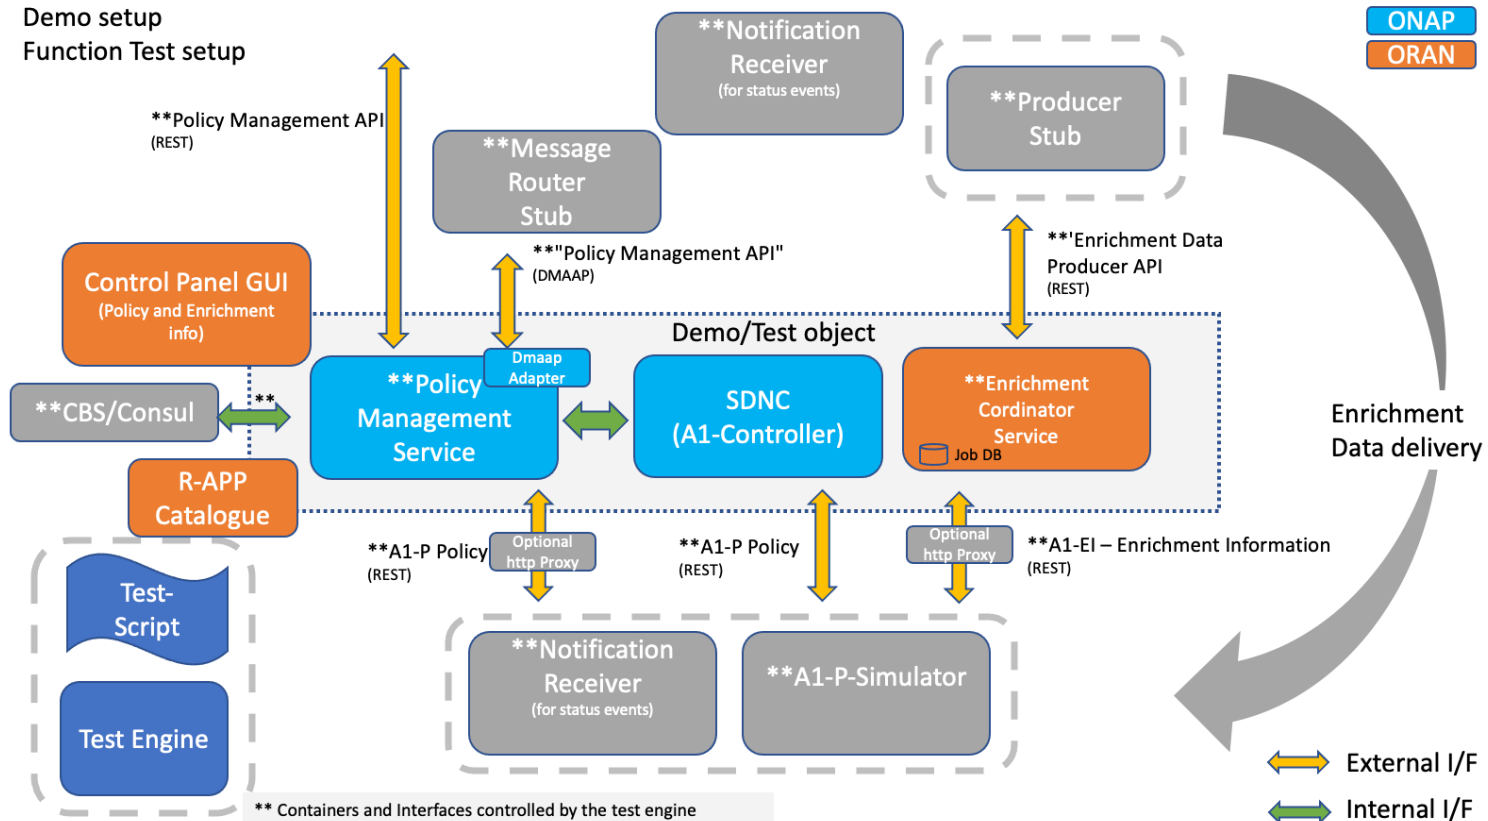 Demo setup
Function Test setup
ONAP
ORAN
**Notification
Receiver
(for status events)
**Producer
Stub
**Policy Management API
(REST)
**Message
Router
Stub
**"Policy Management API"
(DMAAP)
**'Enrichment Data
Producer API
(REST)
Control Panel GUI
(Policy and Enrichment
info)
Demo/Test object
Dmaap
Adapter
**Policy
Management
Service
SDNC
(A1-Controller)
**Enrichment
Cordinator
Service
Job DB
**CBS/Consul
**
Enrichment
Data delivery
R-APP
Catalogue
**A1-P Policy
(REST)
Optional
http Proxy
**A1-P Policy
(REST)
Optional
http Proxy
**A1-EI – Enrichment Information
(REST)
Test-
Script
Test Engine
**Notification
Receiver
(for status events)
**A1-P-Simulator
External I/F
Internal I/F
** Containers and Interfaces controlled by the test engine